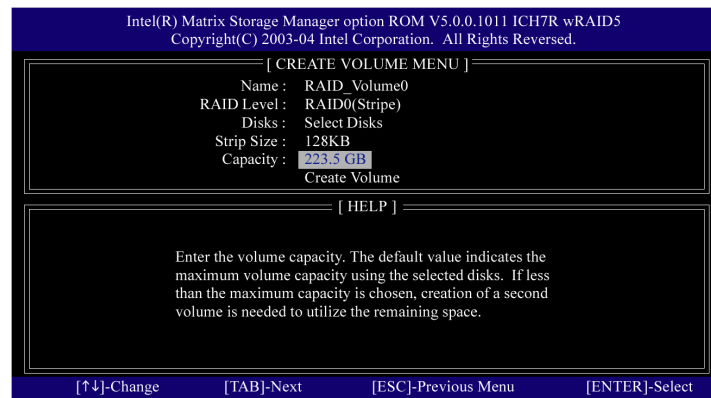 Intel(R) Matrix Storage Manager option ROM V5.0.0.1011 ICH7R wRAID5
Copyright(C) 2003-04 Intel Corporation. All Rights Reversed.
[ CREATE VOLUME MENU ]
Name : RAID_Volume0
RAID Level : RAID0(Stripe)
Disks : Select Disks
Strip Size : 128KB
Capacity : 223.5 GB
Create Volume
[ HELP ]
Enter the volume capacity. The default value indicates the
maximum volume capacity using the selected disks. If less
than the maximum capacity is chosen, creation of a second
volume is needed to utilize the remaining space.
[↑↓]-Change [TAB]-Next [ESC]-Previous Menu [ENTER]-Select